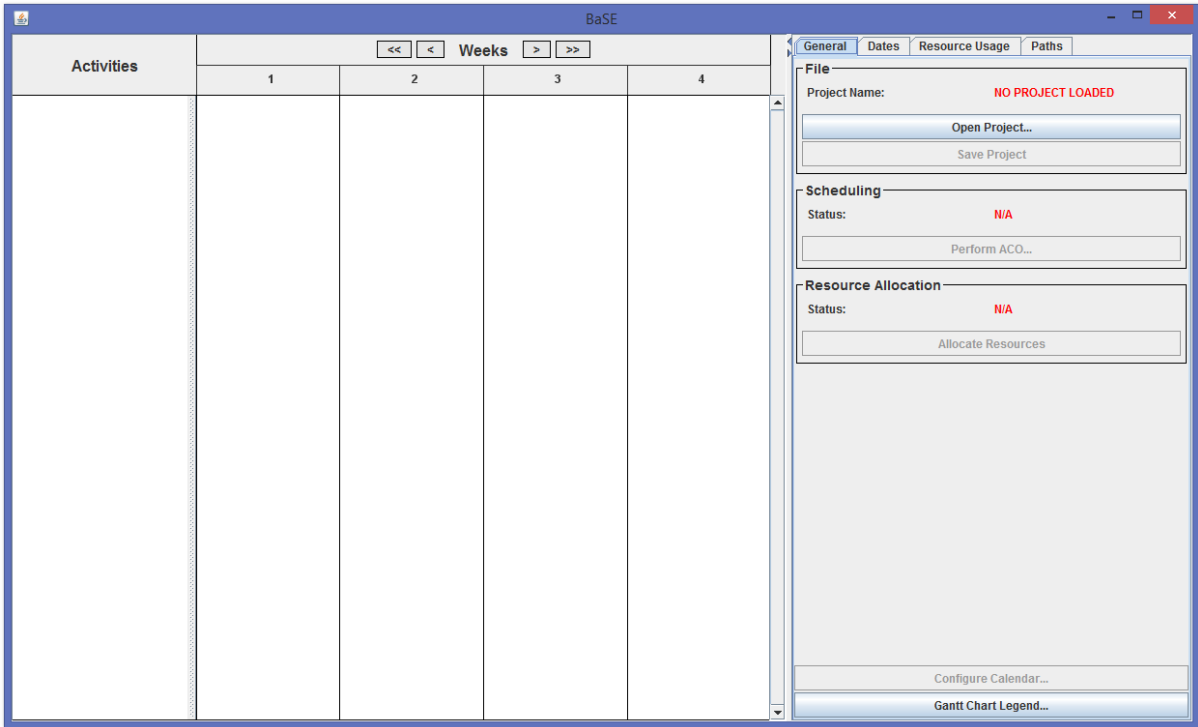 BaSE
Activities
<< < Weeks > >>
1 2 3 4
General Dates Resource Usage Paths
File
Project Name: NO PROJECT LOADED
Open Project...
Save Project
Scheduling
Status: N/A
Perform ACO...
Resource Allocation
Status: N/A
Allocate Resources
Configure Calendar...
Gantt Chart Legend...